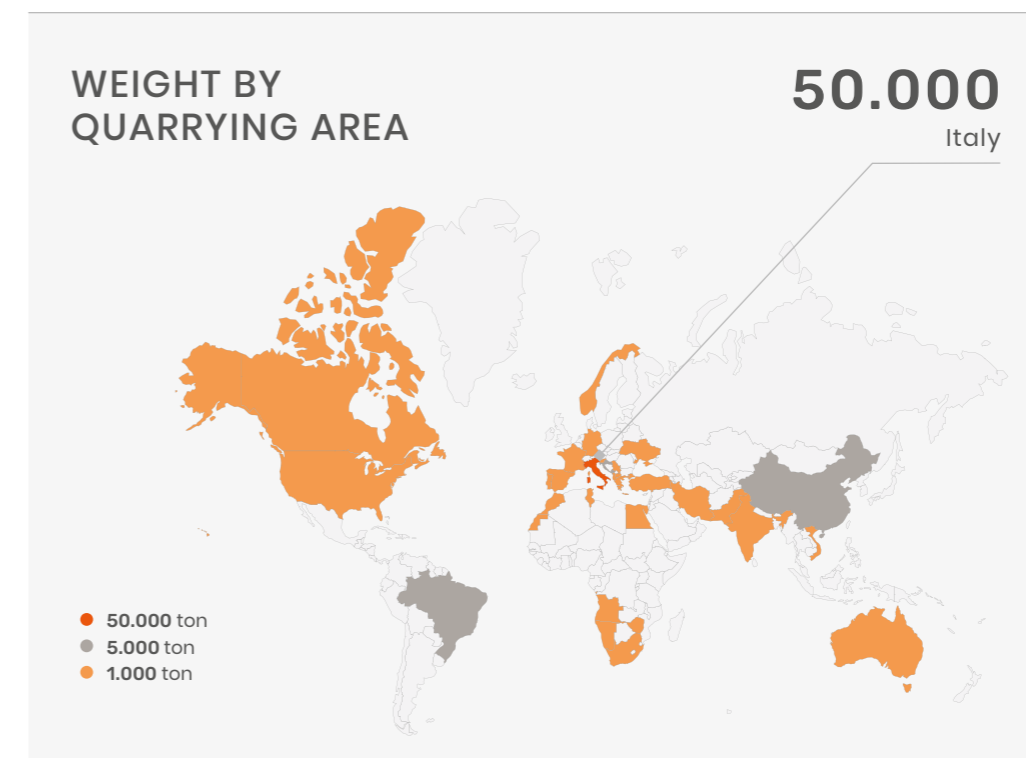 WEIGHT BY
QUARRYING AREA
50.000
Italy
50.000 ton
5.000 ton
1.000 ton